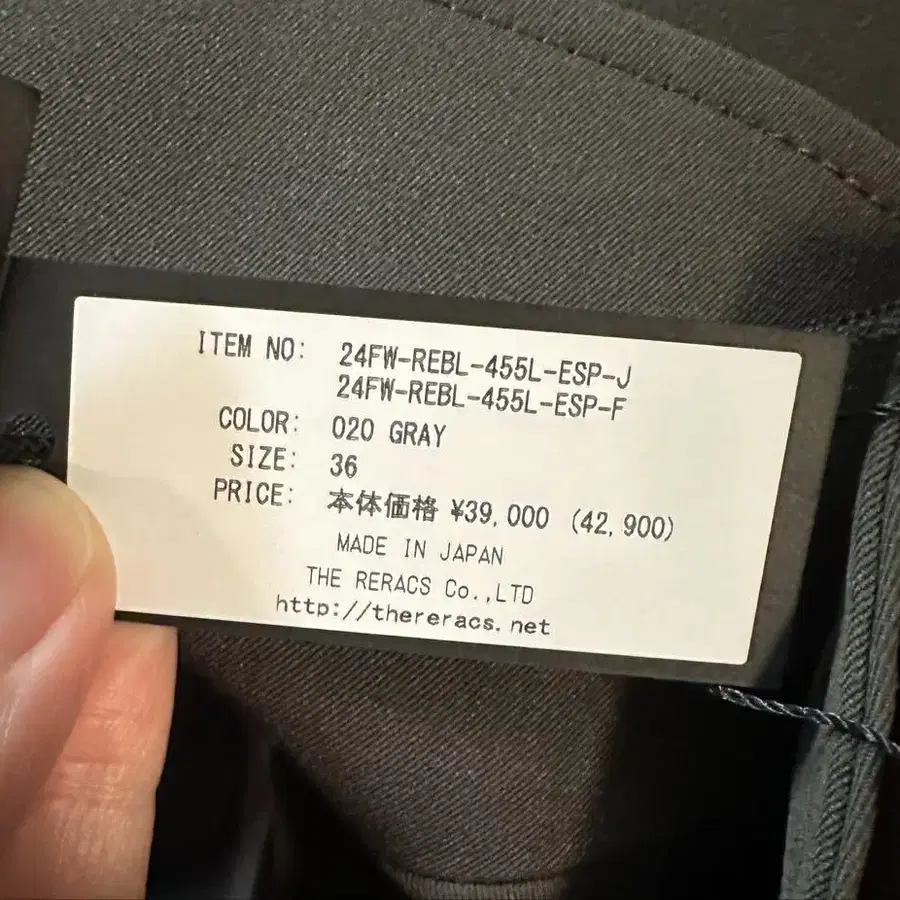 ITEM NO: 24FW-REBL-455L-ESP-J
24FW-REBL-455L-ESP-F
COLOR: 020 GRAY
SIZE: 36
PRICE: 本体価格 ¥39,000 (42,900)
MADE IN JAPAN
THE RERACS Co.,LTD
http://thereracs.net